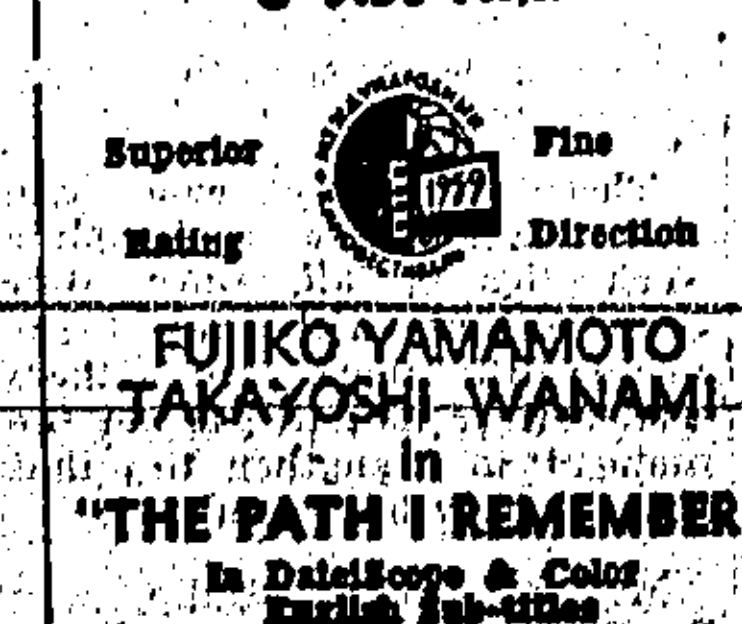 Superior
Fine
1959
Rating
Direction
FUJIKO YAMAMOTO
TAKAYOSHI WANAMI
in
"THE PATH I REMEMBER
In DaieiScope & Color
English Sub-titles